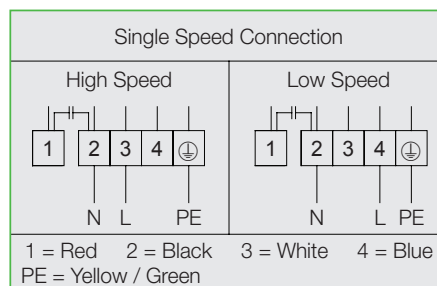 Single Speed Connection
High Speed Low Speed
1 2 3 4 1 2 3 4
N L PE N L PE
1 = Red 2 = Black 3 = White 4 = Blue
PE = Yellow / Green